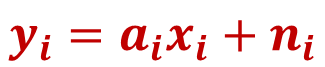 yᵢ = aᵢxᵢ + nᵢ